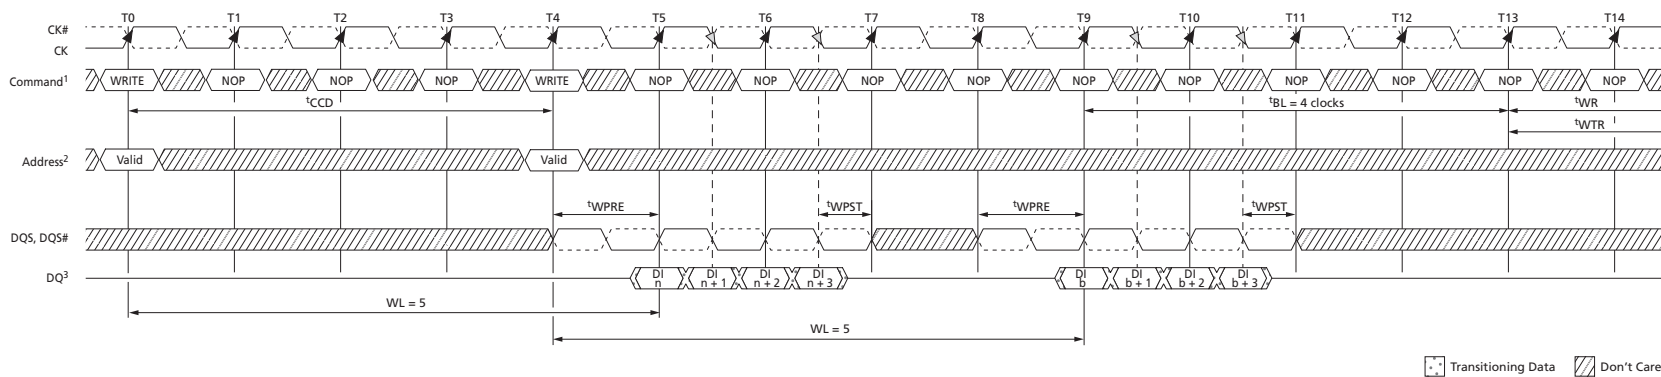 T0 T1 T2 T3 T4 T5 T6 T7 T8 T9 T10 T11 T12 T13 T14
CK#
CK
Command¹ WRITE NOP NOP NOP WRITE NOP NOP NOP NOP NOP NOP NOP NOP NOP NOP
ᵗCCD ᵗBL = 4 clocks ᵗWR
ᵗWTR
Address² Valid Valid
ᵗWPRE ᵗWPST ᵗWPRE ᵗWPST
DQS, DQS#
DQ³ DI n DI n + 1 DI n + 2 DI n + 3 DI b DI b + 1 DI b + 2 DI b + 3
WL = 5
WL = 5
Transitioning Data Don't Care